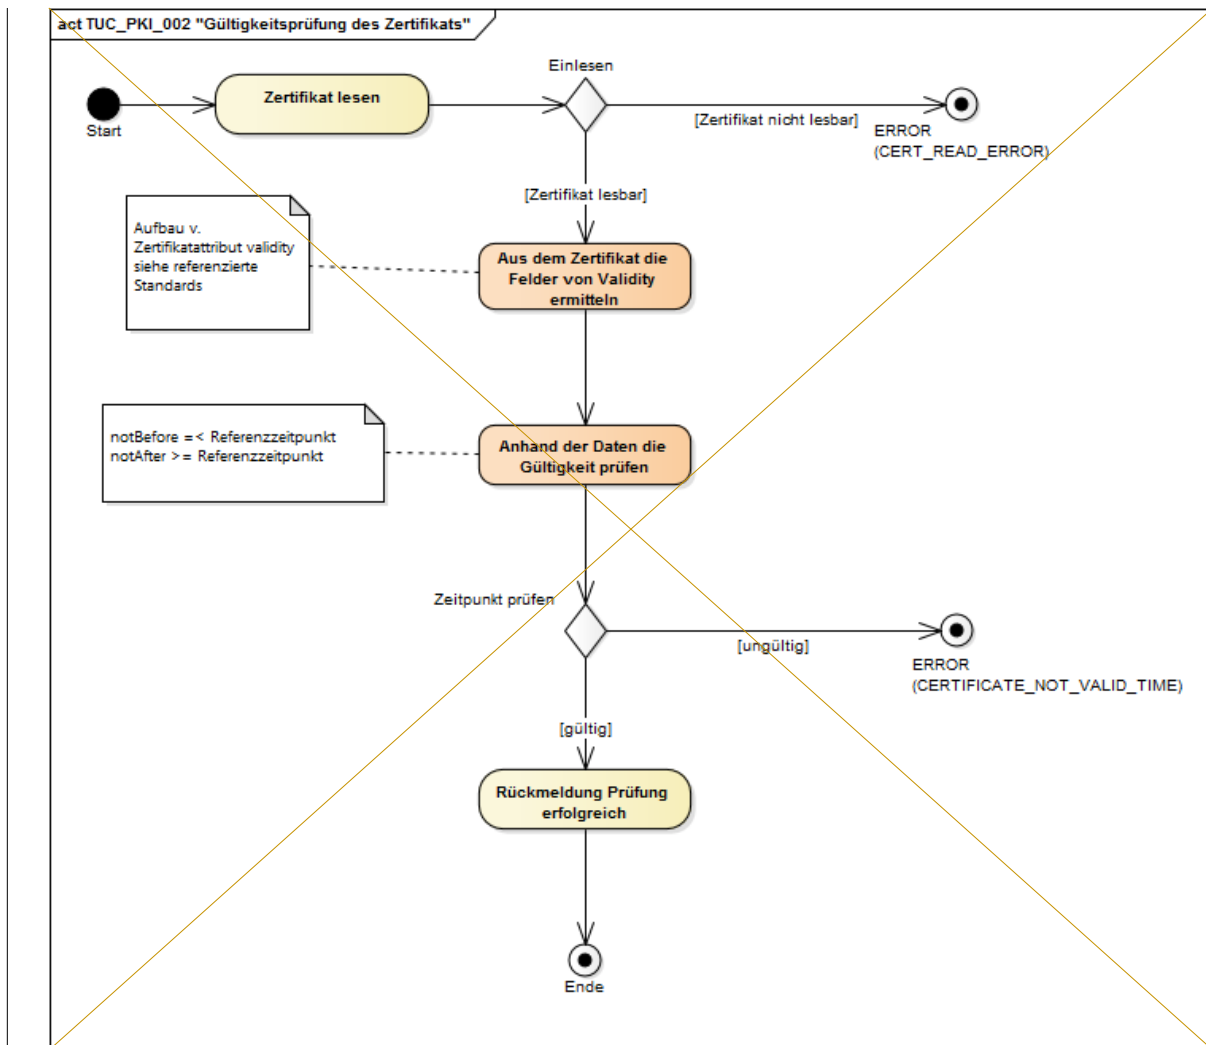 act TUC_PKI_002 "Gültigkeitsprüfung des Zertifikats"
Einlesen
Zertifikat lesen
Start
[Zertifikat nicht lesbar]
ERROR
(CERT_READ_ERROR)
[Zertifikat lesbar]
Aufbau v.
Zertifikatattribut validity
siehe referenzierte
Standards
Aus dem Zertifikat die
Felder von Validity
ermitteln
notBefore =< Referenzzeitpunkt
notAfter >= Referenzzeitpunkt
Anhand der Daten die
Gültigkeit prüfen
Zeitpunkt prüfen
[ungültig]
ERROR
(CERTIFICATE_NOT_VALID_TIME)
[gültig]
Rückmeldung Prüfung
erfolgreich
Ende